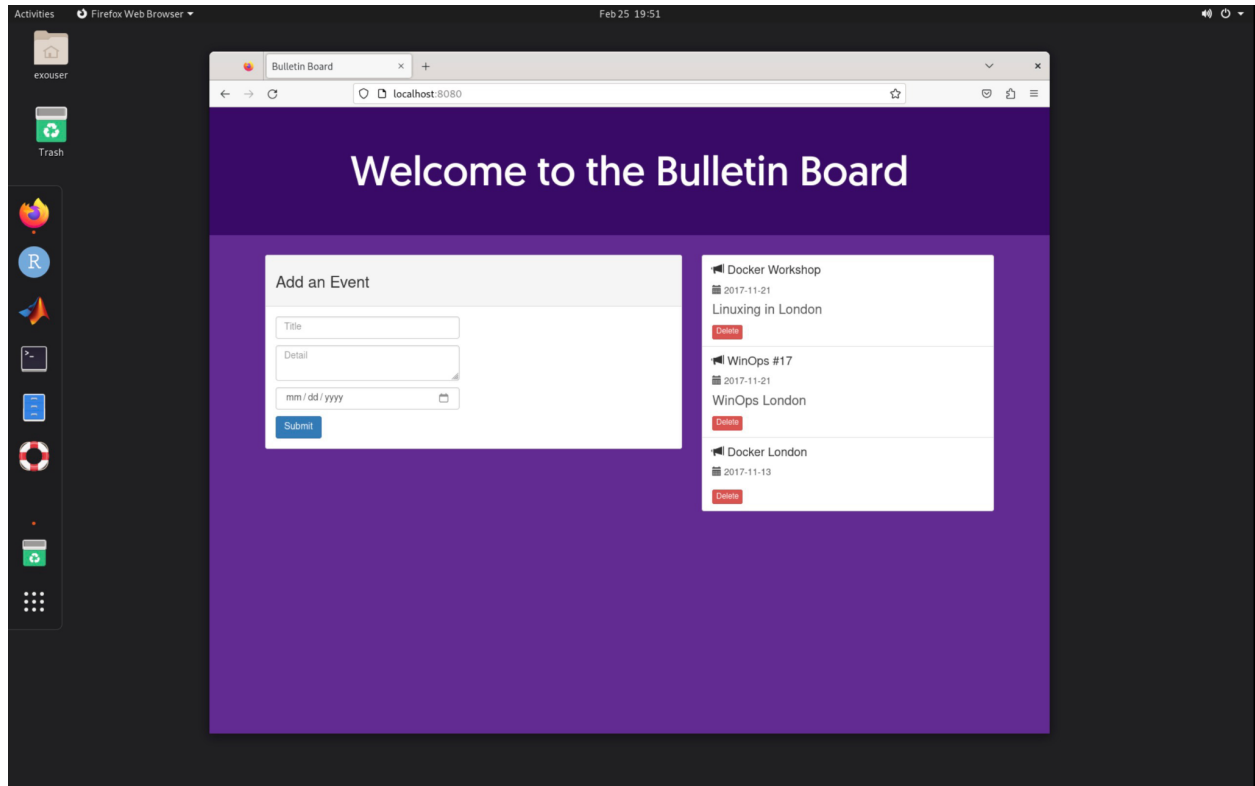 Activities Firefox Web Browser Feb 25 19:51
exouser
Trash
Bulletin Board
localhost:8080
Welcome to the Bulletin Board
Add an Event
Title
Detail
mm / dd / yyyy
Submit
Docker Workshop
2017-11-21
Linuxing in London
Delete
WinOps #17
2017-11-21
WinOps London
Delete
Docker London
2017-11-13
Delete
R
>_